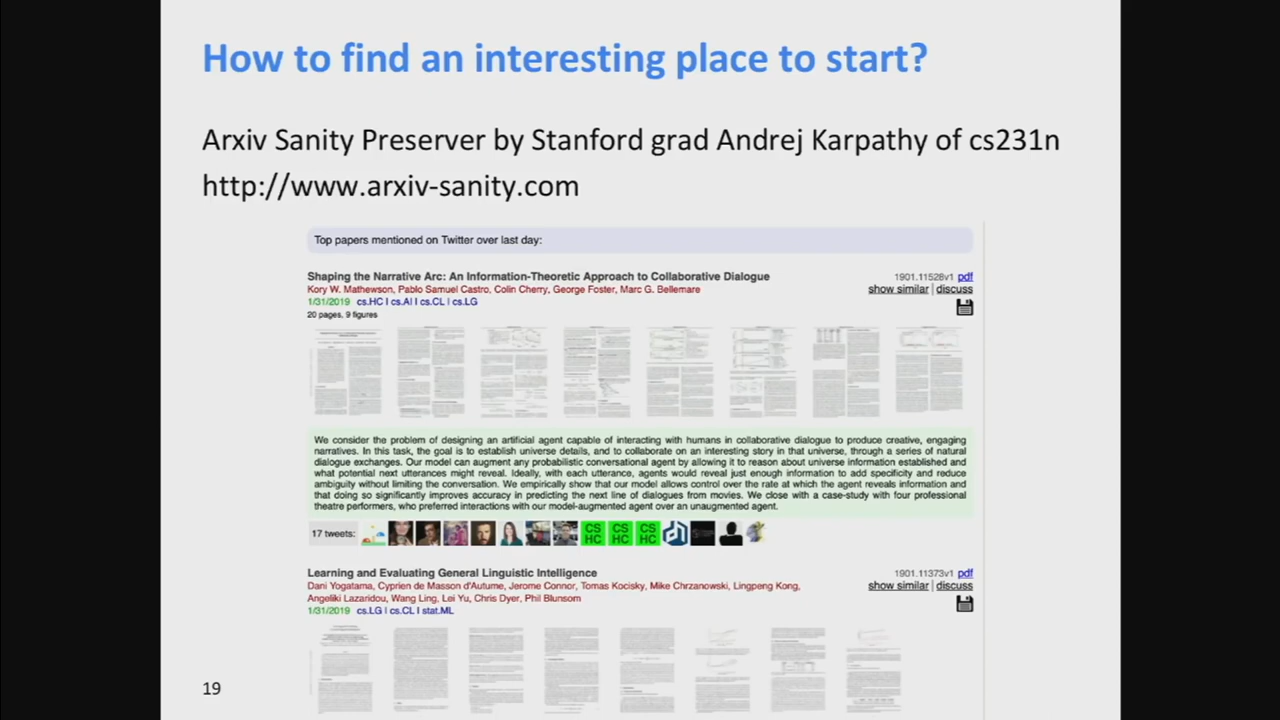 How to find an interesting place to start?
Arxiv Sanity Preserver by Stanford grad Andrej Karpathy of cs231n
http://www.arxiv-sanity.com
Top papers mentioned on Twitter over last day:
Shaping the Narrative Arc: An Information-Theoretic Approach to Collaborative Dialogue
1901.11528v1 pdf
Kory W. Mathewson, Pablo Samuel Castro, Colin Cherry, George Foster, Marc G. Bellemare
show similar | discuss
1/31/2019 cs.HC | cs.AI | cs.CL | cs.LG
20 pages, 9 figures
We consider the problem of designing an artificial agent capable of interacting with humans in collaborative dialogue to produce creative, engaging
narratives. In this task, the goal is to establish universe details, and to collaborate on an interesting story in that universe, through a series of natural
dialogue exchanges. Our model can augment any probabilistic conversational agent by allowing it to reason about universe information established and
what potential next utterances might reveal. Ideally, with each utterance, agents would reveal just enough information to add specificity and reduce
ambiguity without limiting the conversation. We empirically show that our model allows control over the rate at which the agent reveals information and
that doing so significantly improves accuracy in predicting the next line of dialogues from movies. We close with a case-study with four professional
theatre performers, who preferred interactions with our model-augmented agent over an unaugmented agent.
17 tweets:
CS HC
CS HC
CS HC
Learning and Evaluating General Linguistic Intelligence
1901.11373v1 pdf
Dani Yogatama, Cyprien de Masson d'Autume, Jerome Connor, Tomas Kocisky, Mike Chrzanowski, Lingpeng Kong,
show similar | discuss
Angeliki Lazaridou, Wang Ling, Lei Yu, Chris Dyer, Phil Blunsom
1/31/2019 cs.LG | cs.CL | stat.ML
19